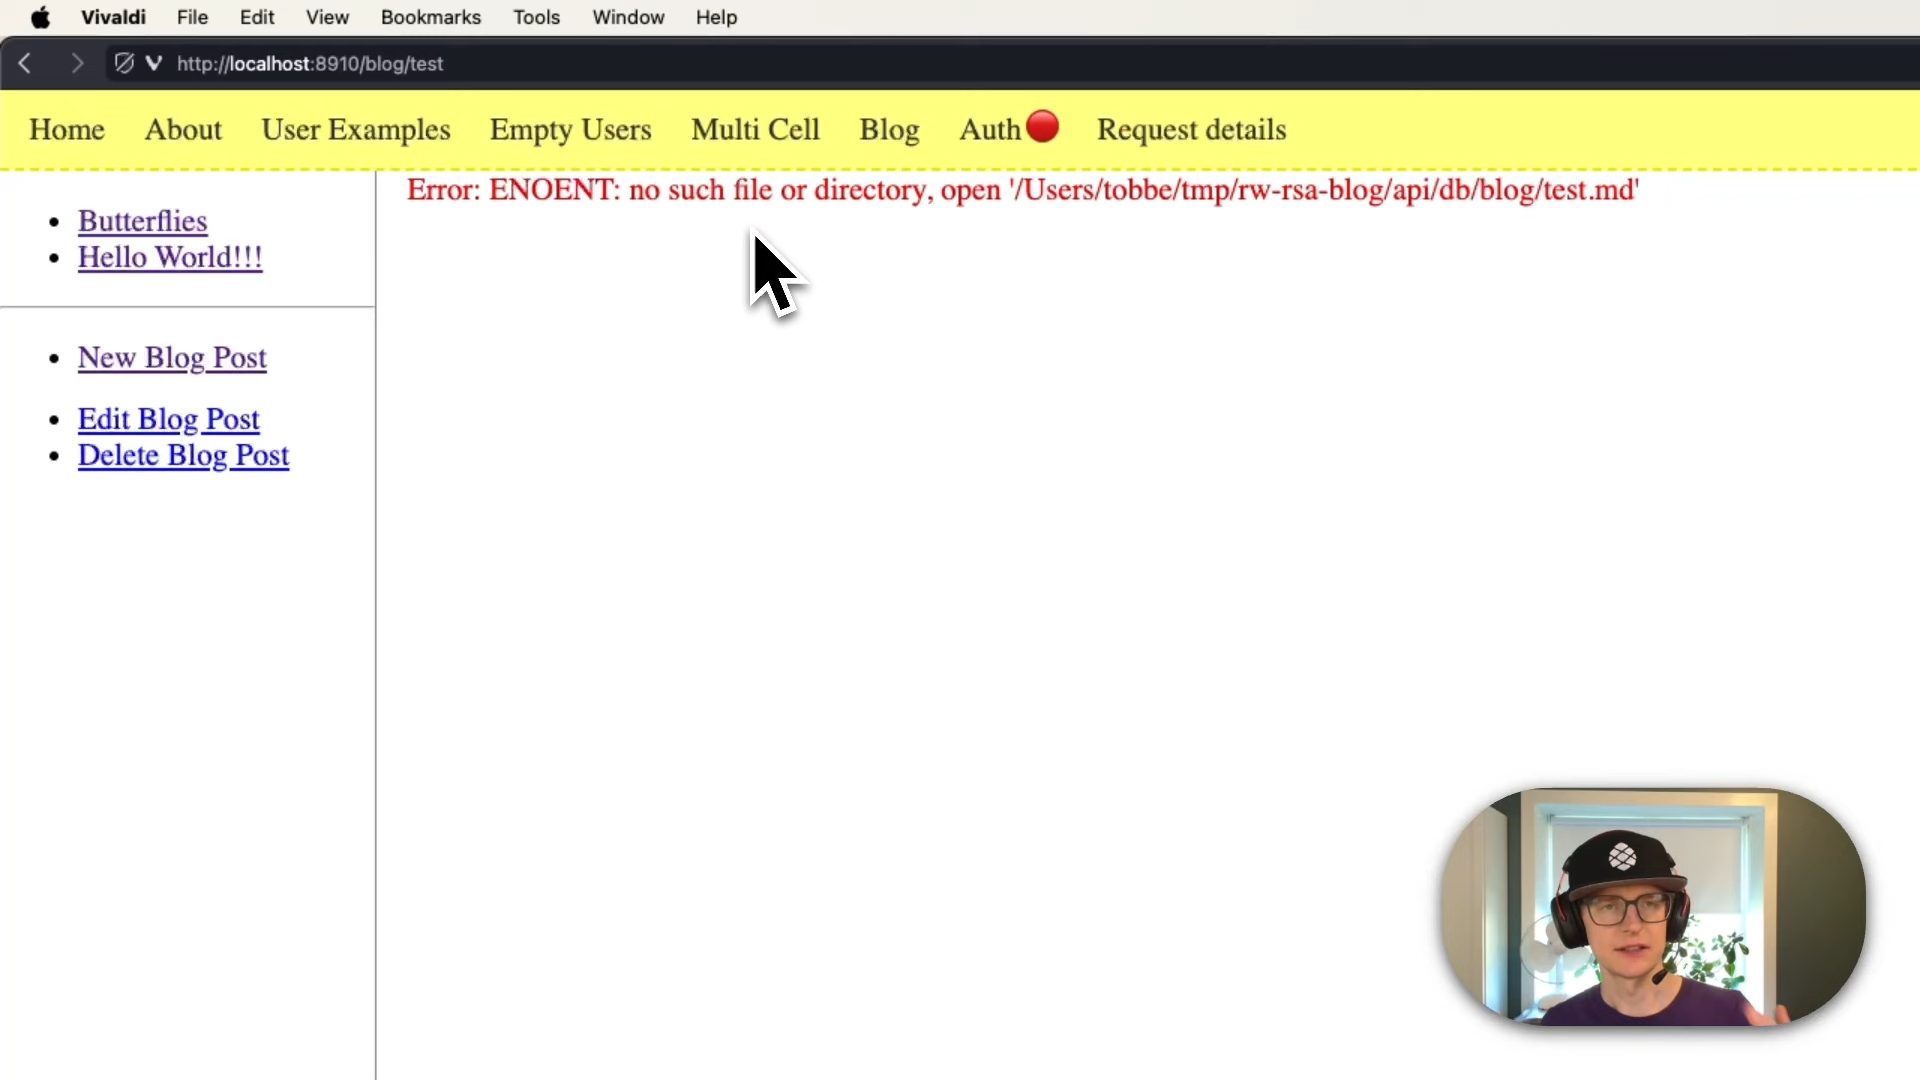 Vivaldi File Edit View Bookmarks Tools Window Help
http://localhost:8910/blog/test
Home About User Examples Empty Users Multi Cell Blog Auth Request details
Error: ENOENT: no such file or directory, open '/Users/tobbe/tmp/rw-rsa-blog/api/db/blog/test.md'
Butterflies
Hello World!!!
New Blog Post
Edit Blog Post
Delete Blog Post